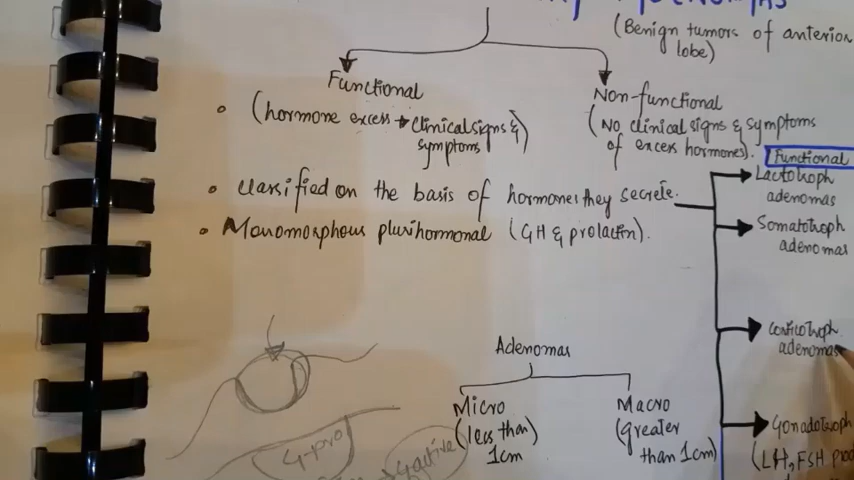 (Benign tumors of anterior
lobe)
Functional
(hormone excess → Clinical signs &
symptoms)
Non-functional
(No clinical signs & symptoms
of excess hormones).
Functional
• classified on the basis of hormones they secrete.
• Monomorphous plurihormonal (GH & prolactin).
Lactotroph
adenomas
Somatotroph
adenomas
Corticotroph
adenomas
Gonadotroph
(LH, FSH
Adenomas
Micro
(less than)
1cm
Macro
(greater
than 1cm)
G-pro
G active